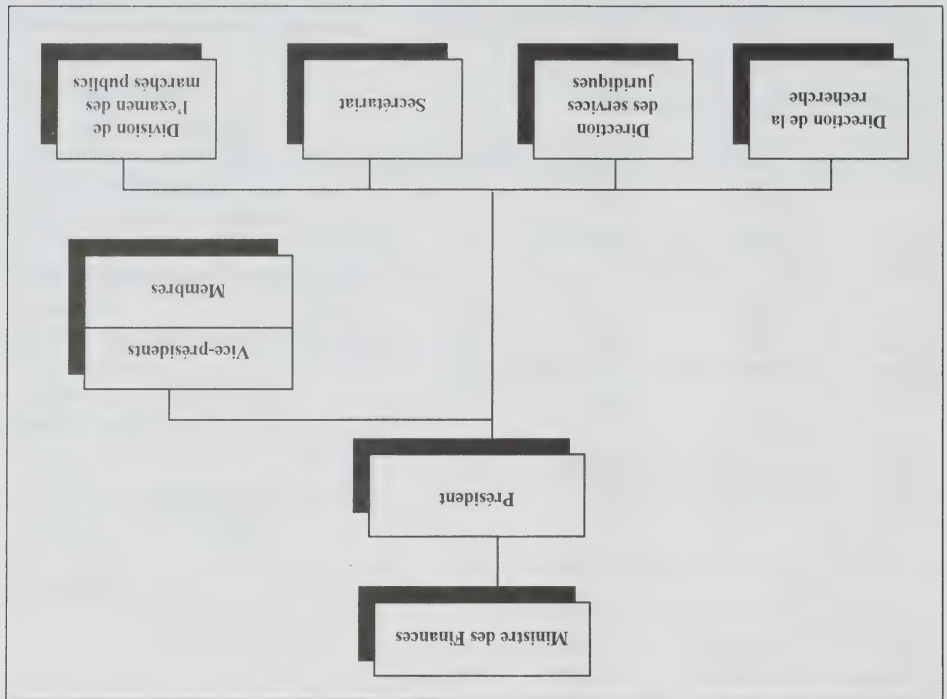 Ministre des Finances
Président
Vice-présidents
Membres
Direction de la
recherche
Direction
des services
juridiques
Secrétariat
Division de
l'examen des
marchés publics